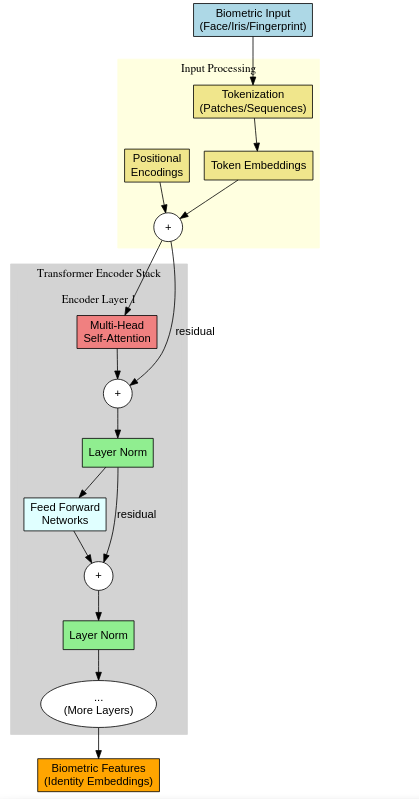 Biometric Input
(Face/Iris/Fingerprint)
Input Processing
Tokenization
(Patches/Sequences)
Positional
Encodings
Token Embeddings
+
Transformer Encoder Stack
Encoder Layer 1
Multi-Head
Self-Attention
residual
+
Layer Norm
Feed Forward
Networks
residual
+
Layer Norm
...
(More Layers)
Biometric Features
(Identity Embeddings)